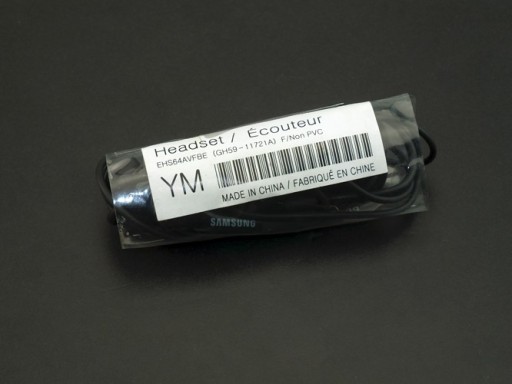 Headset / Écouteur
EHS64AVFBE (GH59-11721A) F/Non PVC
YM
MADE IN CHINA / FABRIQUÉ EN CHINE
SAMSUNG